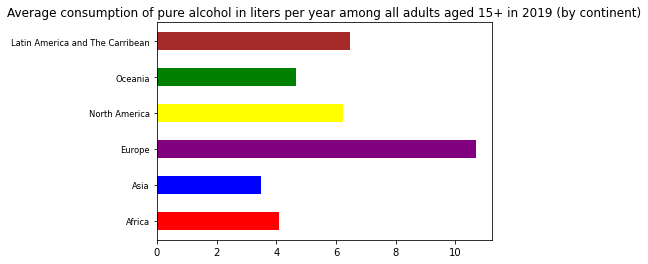 Average consumption of pure alcohol in liters per year among all adults aged 15+ in 2019 (by continent)
Latin America and The Carribean
Oceania
North America
Europe
Asia
Africa
0 2 4 6 8 10